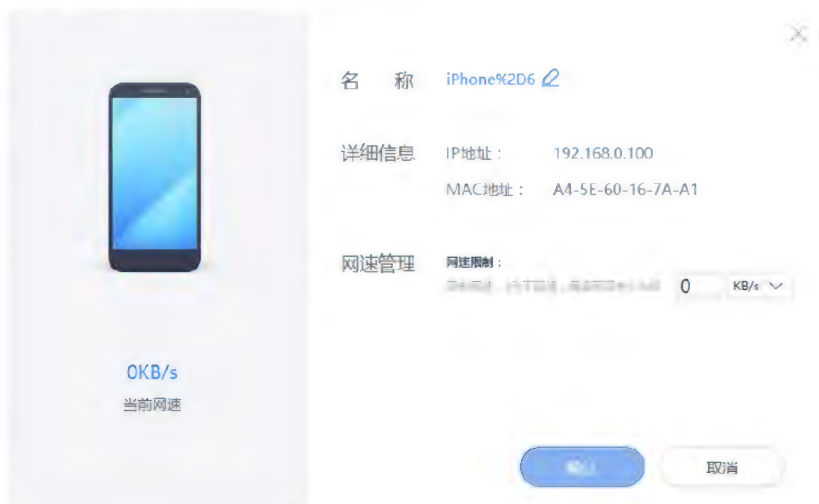 名 称 iPhone%2D6
详细信息 IP地址： 192.168.0.100
MAC地址： A4-5E-60-16-7A-A1
网速管理 网速限制：
0 KB/s
0KB/s
当前网速
取消